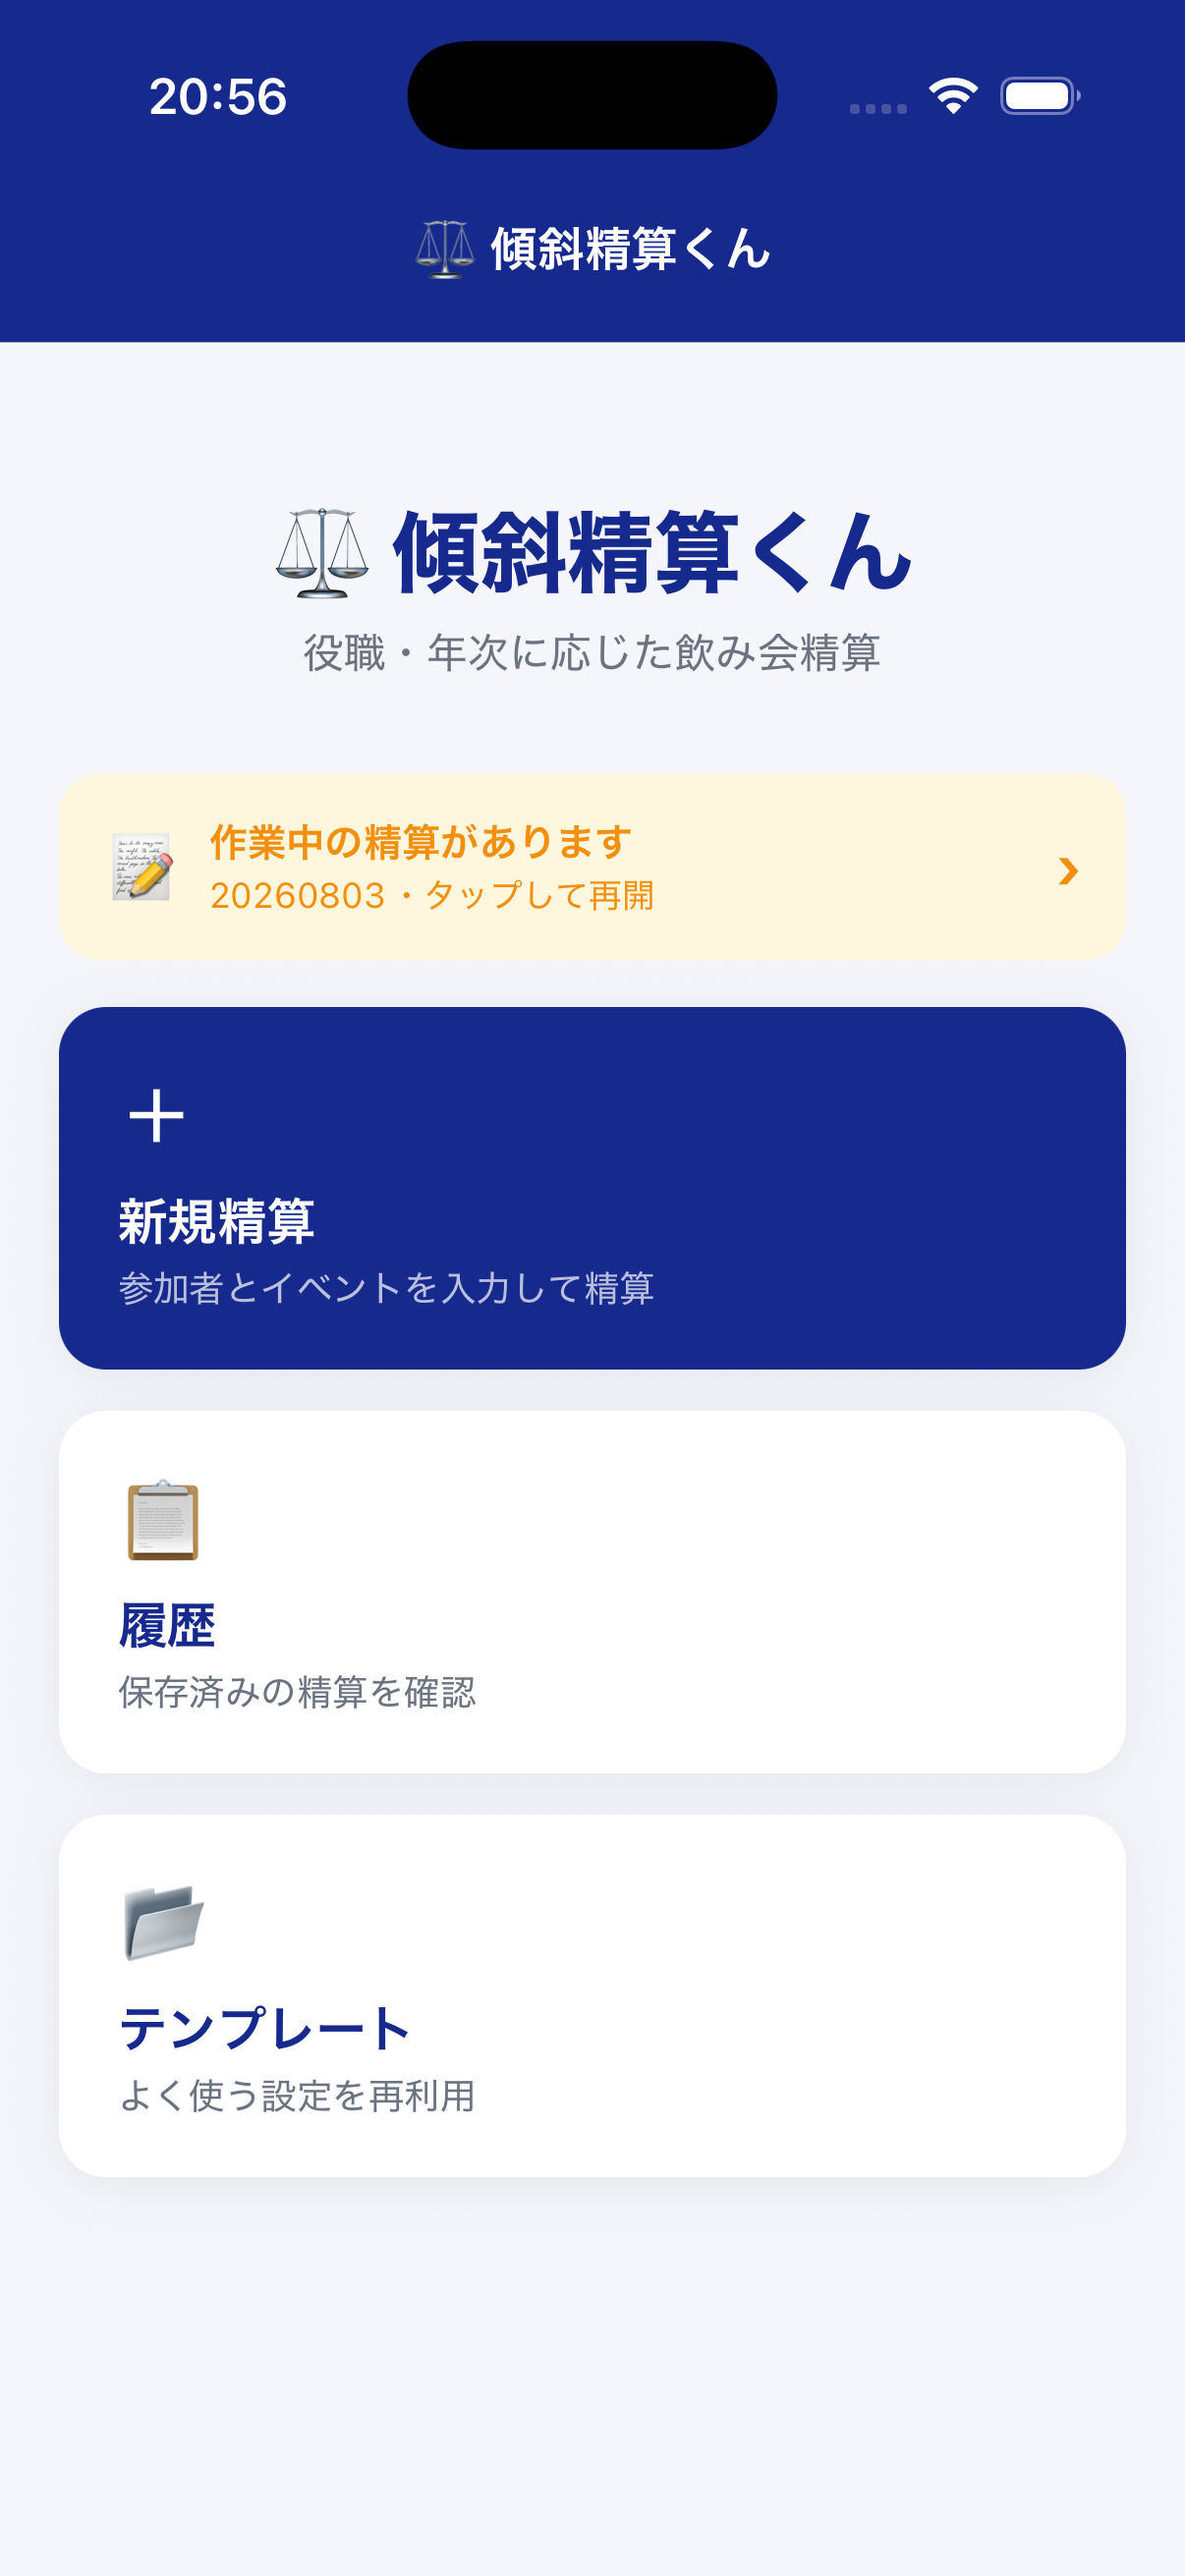 20:56
傾斜精算くん
傾斜精算くん
役職・年次に応じた飲み会精算
作業中の精算があります
20260803・タップして再開
新規精算
参加者とイベントを入力して精算
履歴
保存済みの精算を確認
テンプレート
よく使う設定を再利用